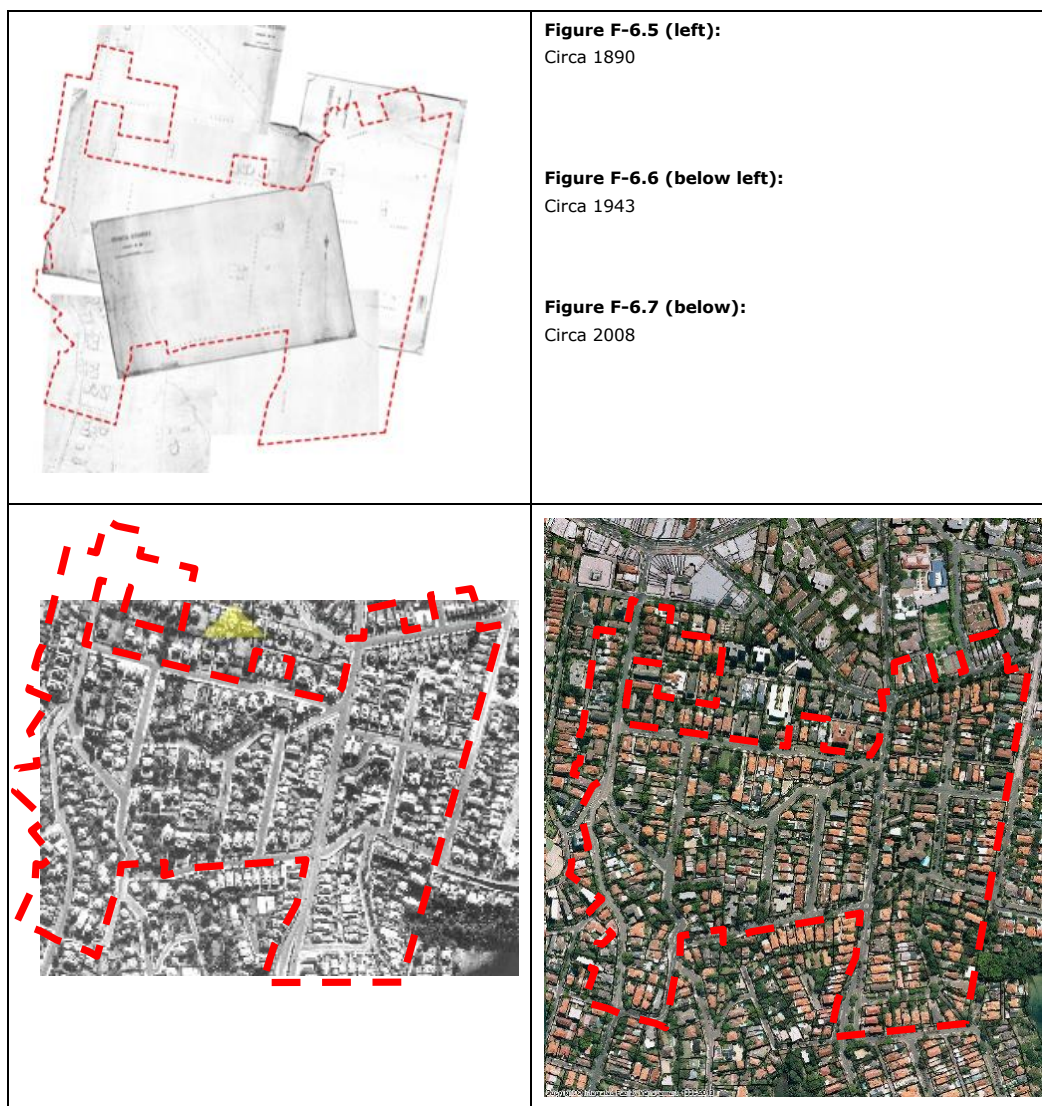 Figure F-6.5 (left):
Circa 1890
Figure F-6.6 (below left):
Circa 1943
Figure F-6.7 (below):
Circa 2008